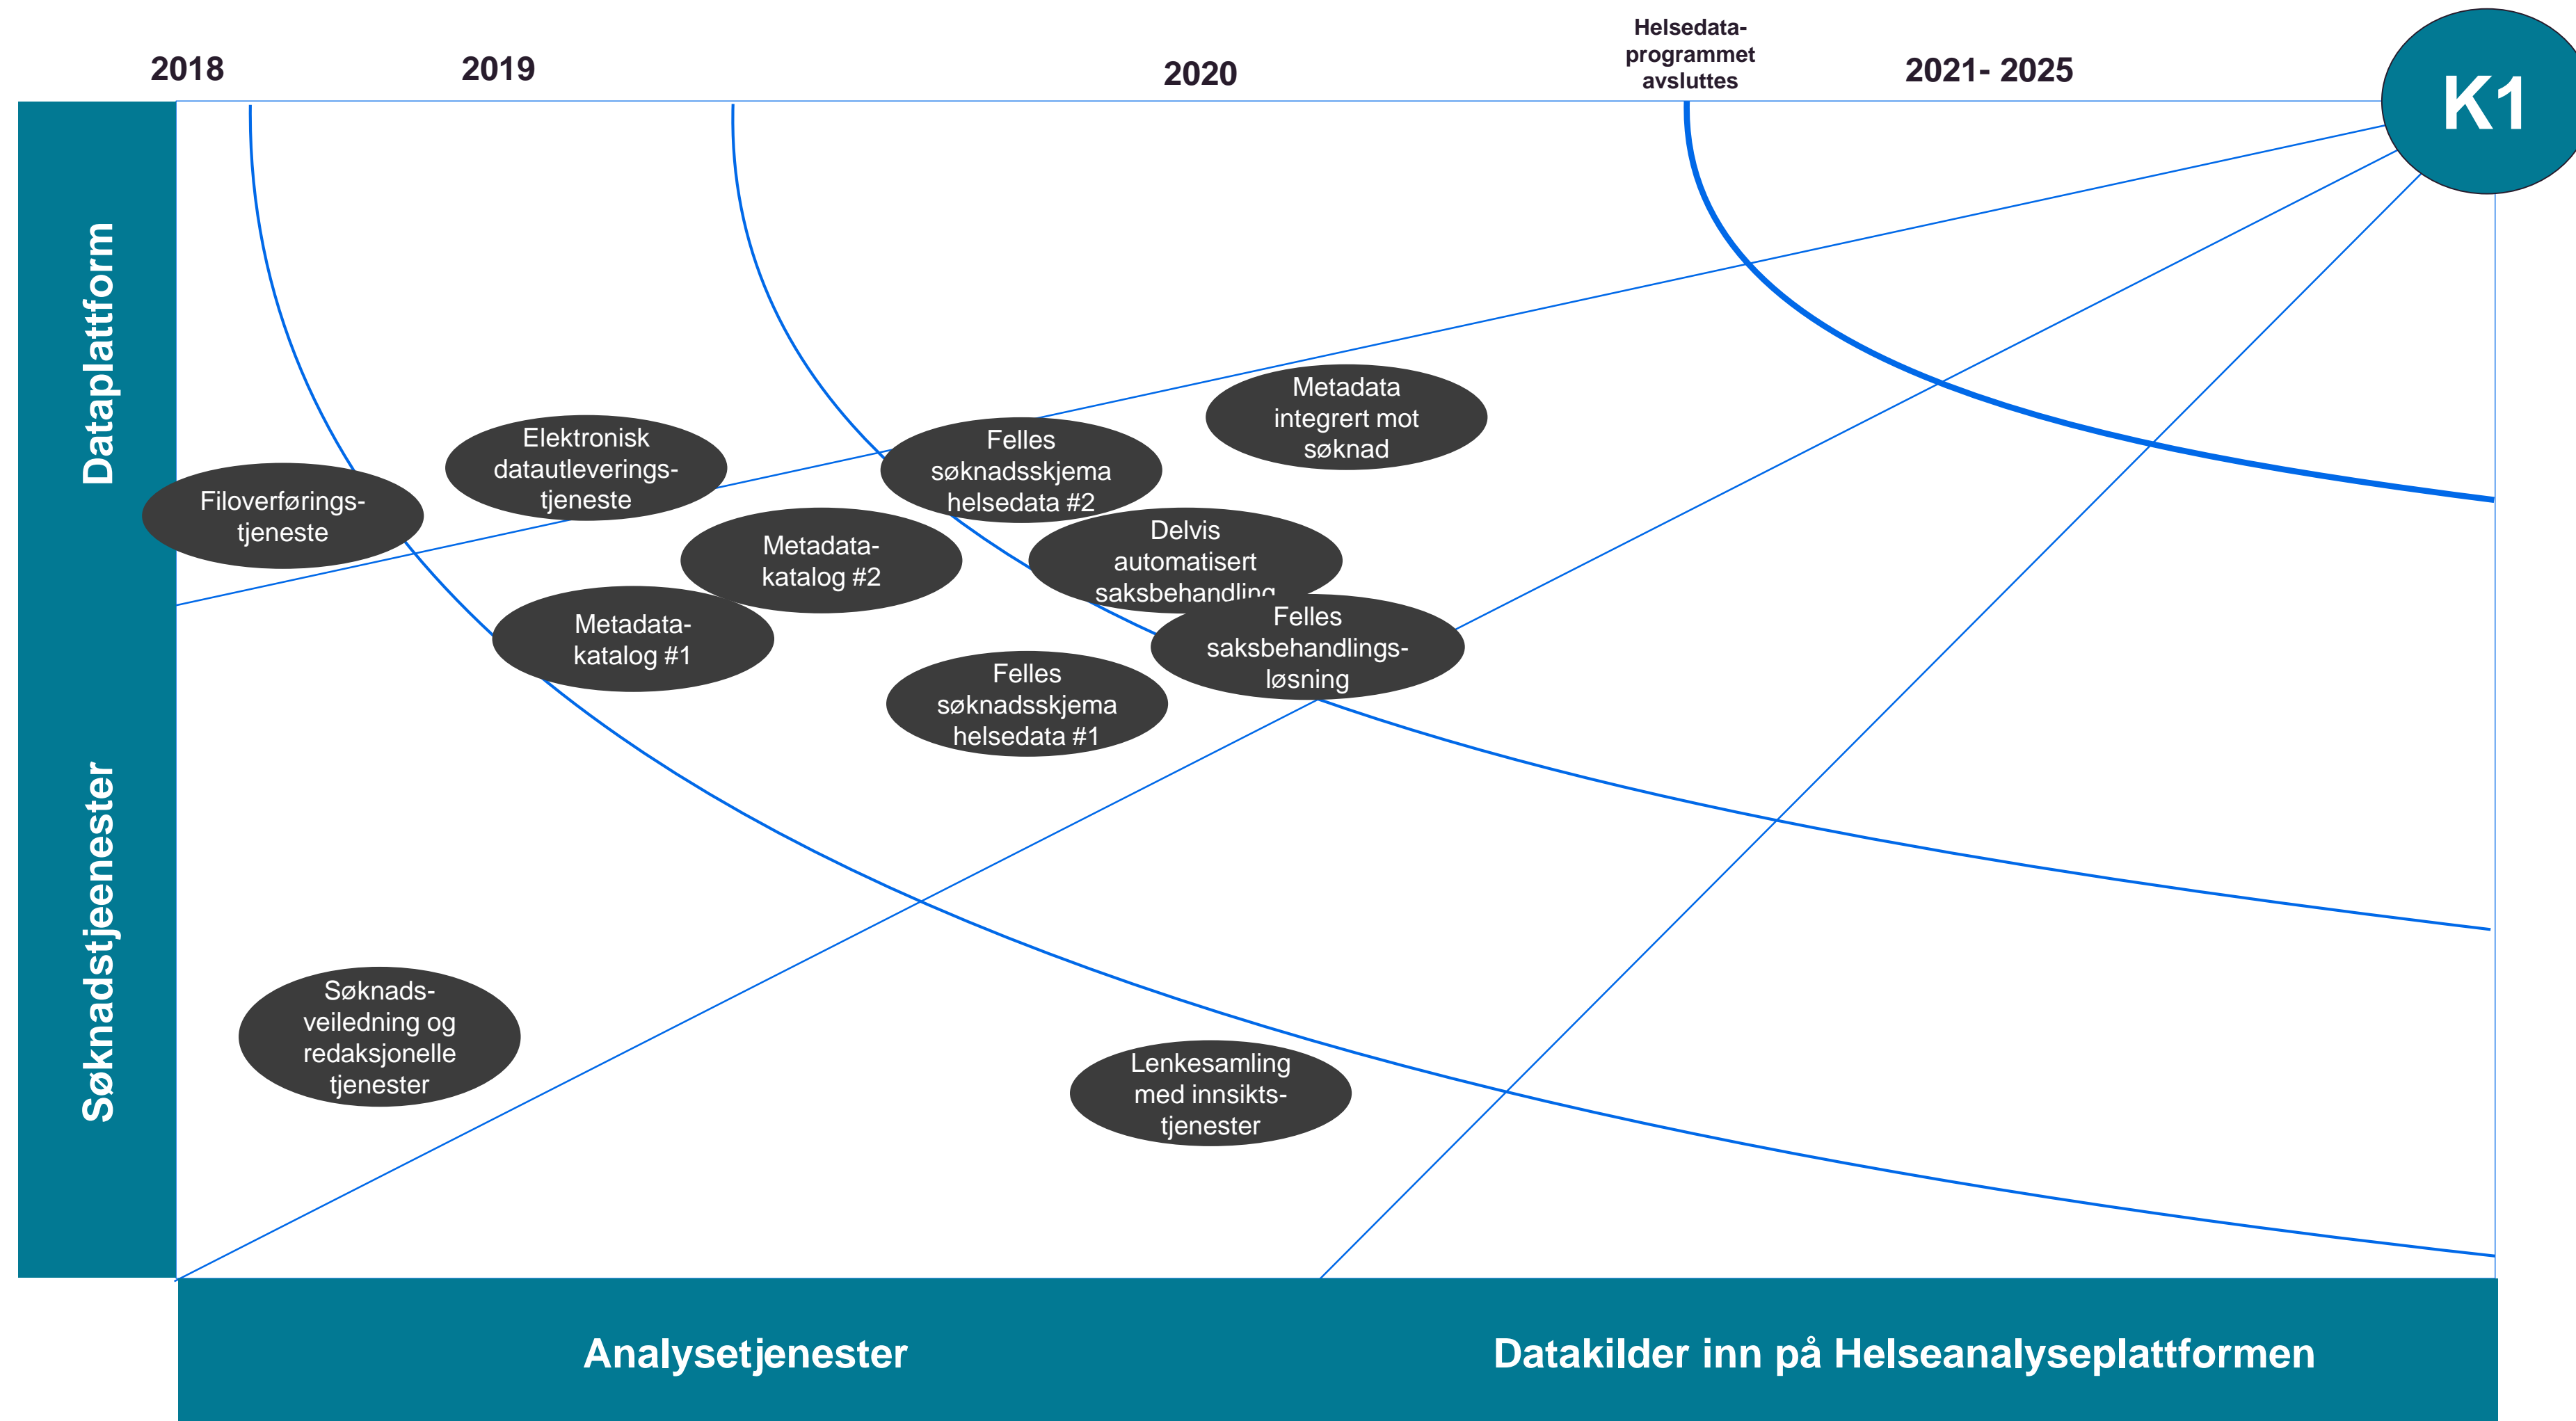 2018
2019
2020
Helsedata-
programmet
avsluttes
2021- 2025
K1
Dataplattform
Søknadstjeenester
Filoverførings-
tjeneste
Elektronisk
datautleverings-
tjeneste
Felles
søknadsskjema
helsedata #2
Metadata
integrert mot
søknad
Metadata-
katalog #2
Delvis
automatisert
saksbehandling
Metadata-
katalog #1
Felles
saksbehandlings-
løsning
Felles
søknadsskjema
helsedata #1
Søknads-
veiledning og
redaksjonelle
tjenester
Lenkesamling
med innsikts-
tjenester
Analysetjenester
Datakilder inn på Helseanalyseplattformen